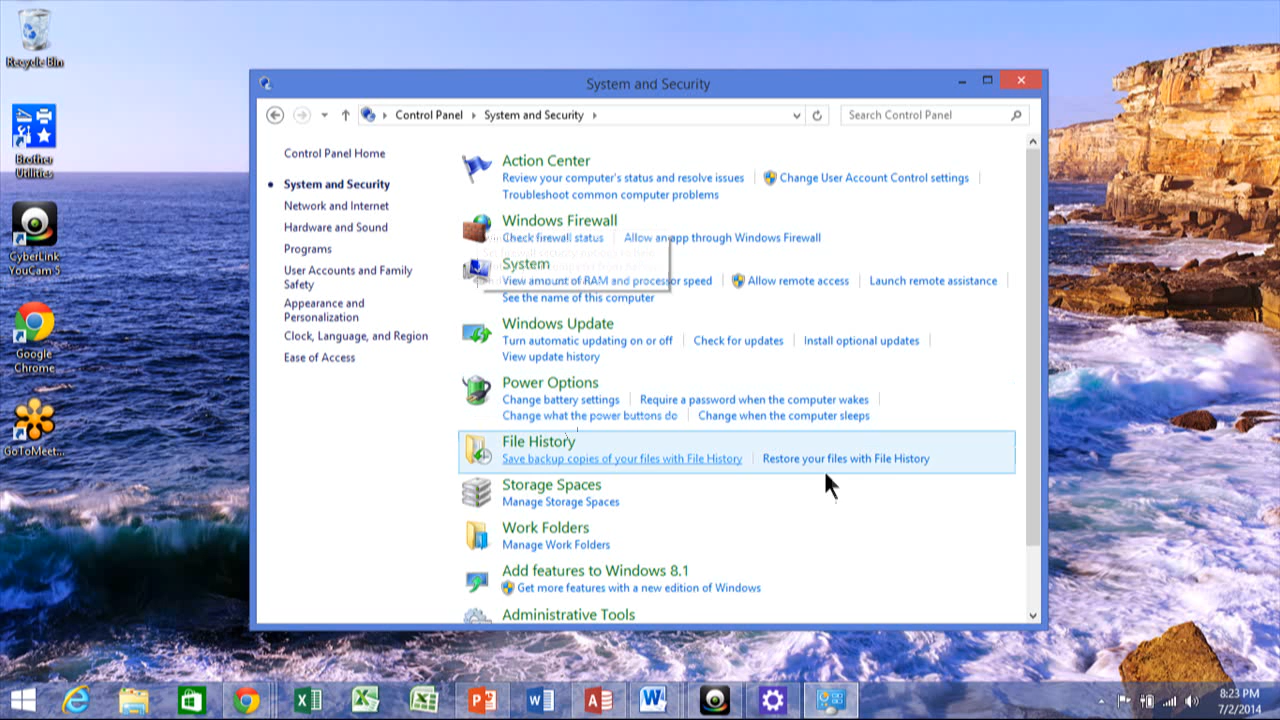 Recycle Bin
Brother
Utilities
CyberLink
YouCam 5
Google
Chrome
GoToMeet...
System and Security
Control Panel
System and Security
Search Control Panel
Control Panel Home
System and Security
Network and Internet
Hardware and Sound
Programs
User Accounts and Family
Safety
Appearance and
Personalization
Clock, Language, and Region
Ease of Access
Action Center
Review your computer's status and resolve issues
Change User Account Control settings
Troubleshoot common computer problems
Windows Firewall
Check firewall status
Allow an app through Windows Firewall
System
View amount of RAM and processor speed
Allow remote access
Launch remote assistance
See the name of this computer
Windows Update
Turn automatic updating on or off
Check for updates
Install optional updates
View update history
Power Options
Change battery settings
Require a password when the computer wakes
Change what the power buttons do
Change when the computer sleeps
File History
Save backup copies of your files with File History
Restore your files with File History
Storage Spaces
Manage Storage Spaces
Work Folders
Manage Work Folders
Add features to Windows 8.1
Get more features with a new edition of Windows
Administrative Tools
8:23 PM
7/2/2014